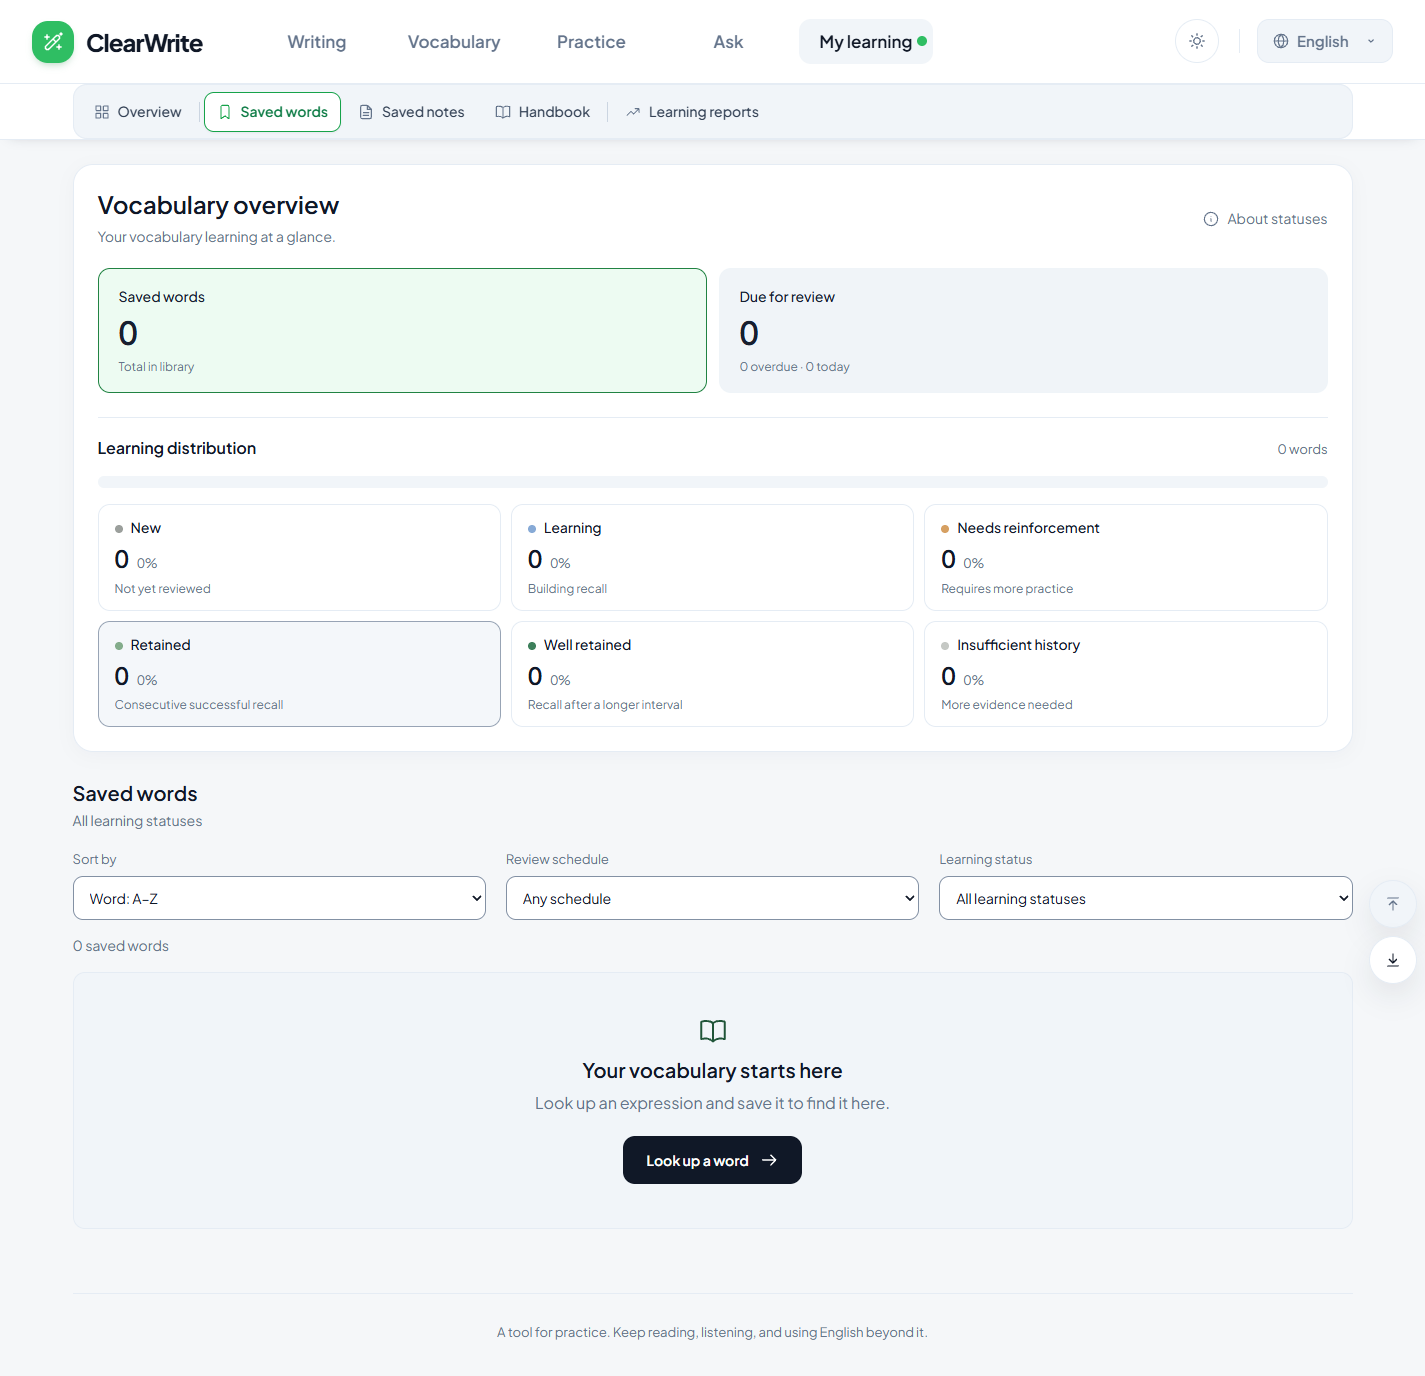 ClearWrite
Writing
Vocabulary
Practice
Ask
My learning
English
Overview
Saved words
Saved notes
Handbook
Learning reports
Vocabulary overview
Your vocabulary learning at a glance.
About statuses
Saved words
0
Total in library
Due for review
0
0 overdue · 0 today
Learning distribution
0 words
New
0 0%
Not yet reviewed
Learning
0 0%
Building recall
Needs reinforcement
0 0%
Requires more practice
Retained
0 0%
Consecutive successful recall
Well retained
0 0%
Recall after a longer interval
Insufficient history
0 0%
More evidence needed
Saved words
All learning statuses
Sort by
Word: A–Z
Review schedule
Any schedule
Learning status
All learning statuses
0 saved words
Your vocabulary starts here
Look up an expression and save it to find it here.
Look up a word
A tool for practice. Keep reading, listening, and using English beyond it.